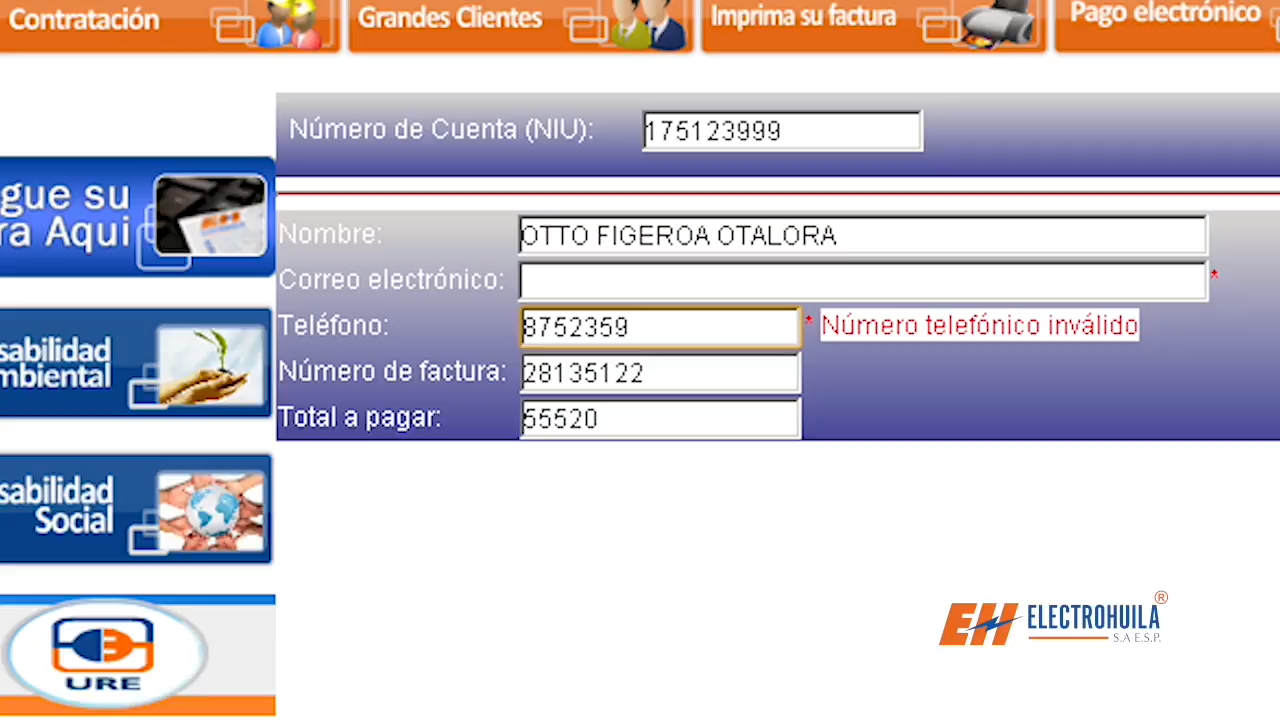 Contratación
Grandes Clientes
Imprima su factura
Pago electrónico
Número de Cuenta (NIU): 175123999
gue su
ra Aqui
Nombre: OTTO FIGEROA OTALORA
Correo electrónico: *
Teléfono: 8752359 * Número telefónico inválido
Número de factura: 28135122
Total a pagar: 55520
sabilidad
mbiental
sabilidad
Social
URE
EH ELECTROHUILA ®
S.A E.S.P.